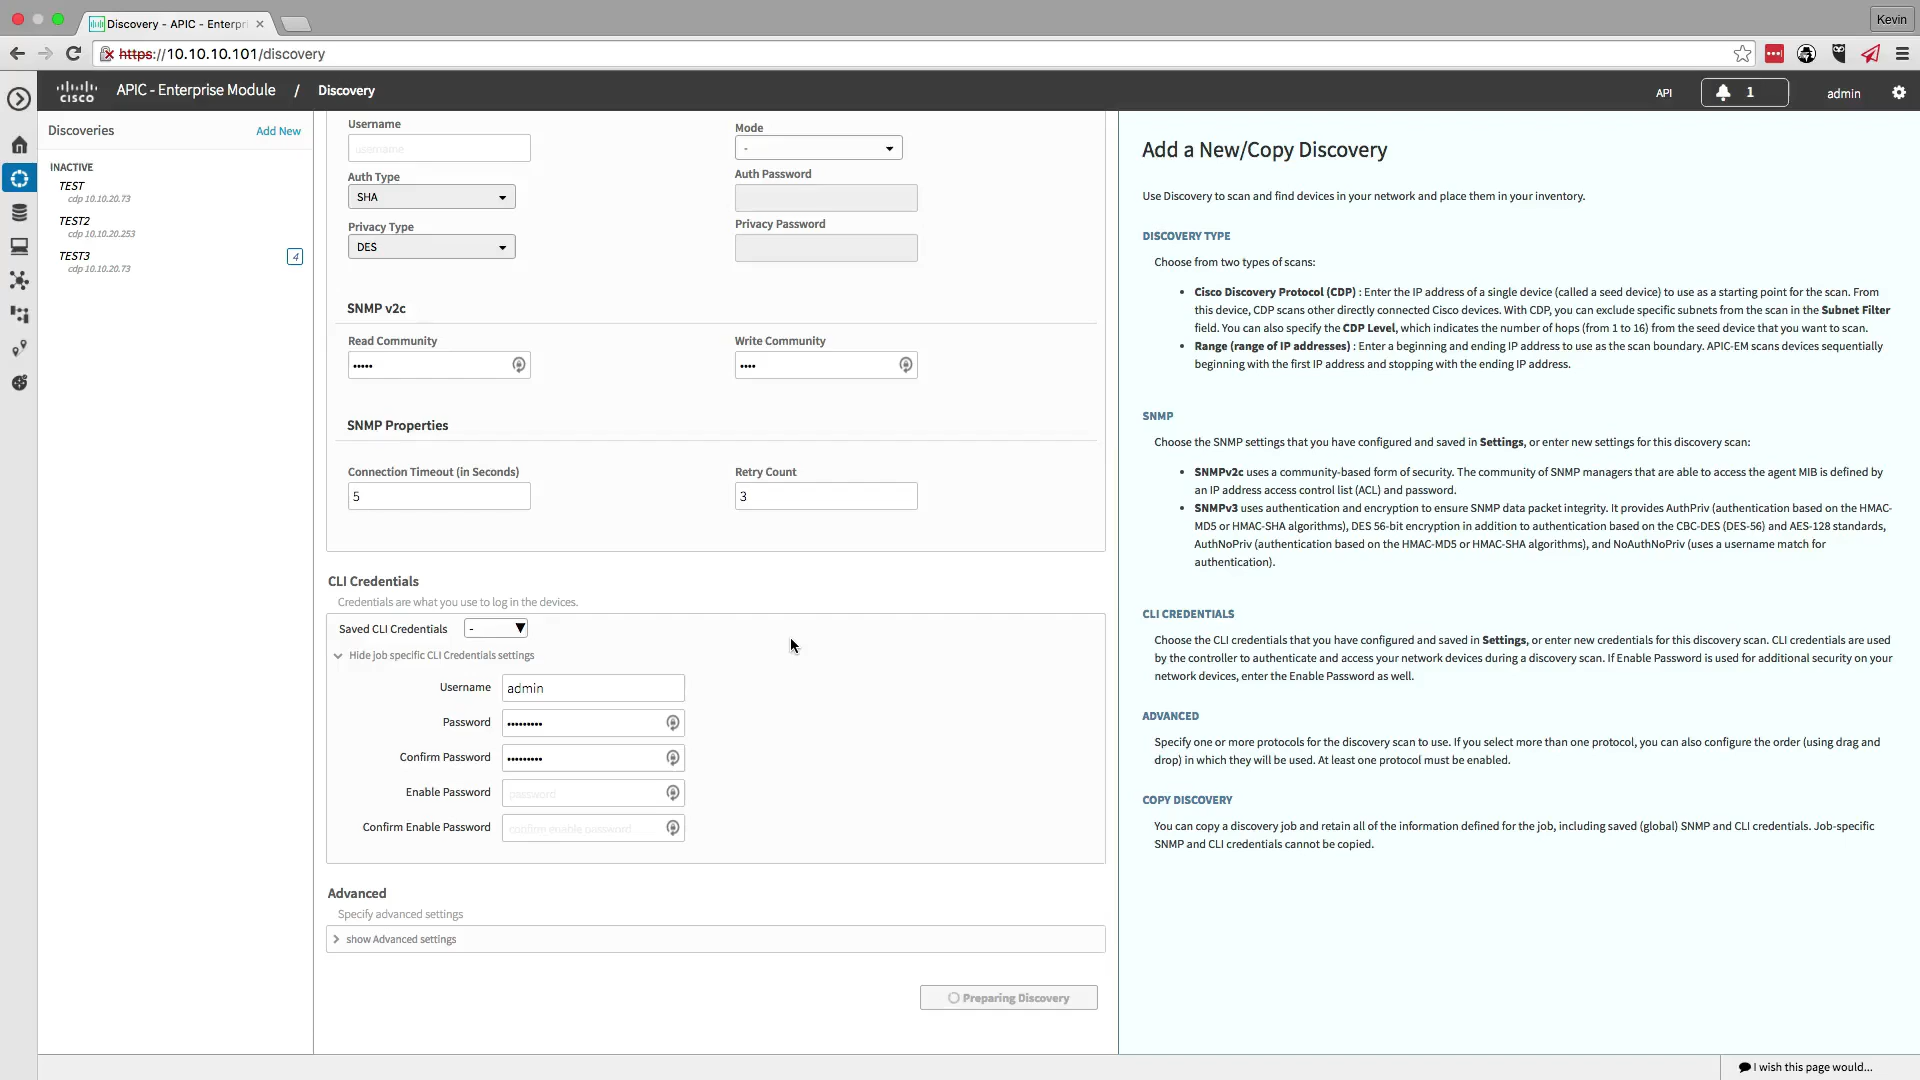 Discovery - APIC - Enterpr
Kevin
https://10.10.10.101/discovery
cisco
APIC - Enterprise Module / Discovery
API
1
admin
Discoveries
Add New
INACTIVE
TEST
cdp 10.10.20.73
TEST2
cdp 10.10.20.253
TEST3
4
cdp 10.10.20.73
Username
username
Mode
-
Auth Type
SHA
Auth Password
Privacy Type
DES
Privacy Password
SNMP v2c
Read Community
•••••
Write Community
••••
SNMP Properties
Connection Timeout (in Seconds)
5
Retry Count
3
CLI Credentials
Credentials are what you use to log in the devices.
Saved CLI Credentials
-
Hide job specific CLI Credentials settings
Username
admin
Password
•••••••••
Confirm Password
•••••••••
Enable Password
password
Confirm Enable Password
confirm enable password
Advanced
Specify advanced settings
show Advanced settings
Preparing Discovery
Add a New/Copy Discovery
Use Discovery to scan and find devices in your network and place them in your inventory.
DISCOVERY TYPE
Choose from two types of scans:
• Cisco Discovery Protocol (CDP) : Enter the IP address of a single device (called a seed device) to use as a starting point for the scan. From
this device, CDP scans other directly connected Cisco devices. With CDP, you can exclude specific subnets from the scan in the Subnet Filter
field. You can also specify the CDP Level, which indicates the number of hops (from 1 to 16) from the seed device that you want to scan.
• Range (range of IP addresses) : Enter a beginning and ending IP address to use as the scan boundary. APIC-EM scans devices sequentially
beginning with the first IP address and stopping with the ending IP address.
SNMP
Choose the SNMP settings that you have configured and saved in Settings, or enter new settings for this discovery scan:
• SNMPv2c uses a community-based form of security. The community of SNMP managers that are able to access the agent MIB is defined by
an IP address access control list (ACL) and password.
• SNMPv3 uses authentication and encryption to ensure SNMP data packet integrity. It provides AuthPriv (authentication based on the HMAC-
MD5 or HMAC-SHA algorithms), DES 56-bit encryption in addition to authentication based on the CBC-DES (DES-56) and AES-128 standards,
AuthNoPriv (authentication based on the HMAC-MD5 or HMAC-SHA algorithms), and NoAuthNoPriv (uses a username match for
authentication).
CLI CREDENTIALS
Choose the CLI credentials that you have configured and saved in Settings, or enter new credentials for this discovery scan. CLI credentials are used
by the controller to authenticate and access your network devices during a discovery scan. If Enable Password is used for additional security on your
network devices, enter the Enable Password as well.
ADVANCED
Specify one or more protocols for the discovery scan to use. If you select more than one protocol, you can also configure the order (using drag and
drop) in which they will be used. At least one protocol must be enabled.
COPY DISCOVERY
You can copy a discovery job and retain all of the information defined for the job, including saved (global) SNMP and CLI credentials. Job-specific
SNMP and CLI credentials cannot be copied.
I wish this page would...